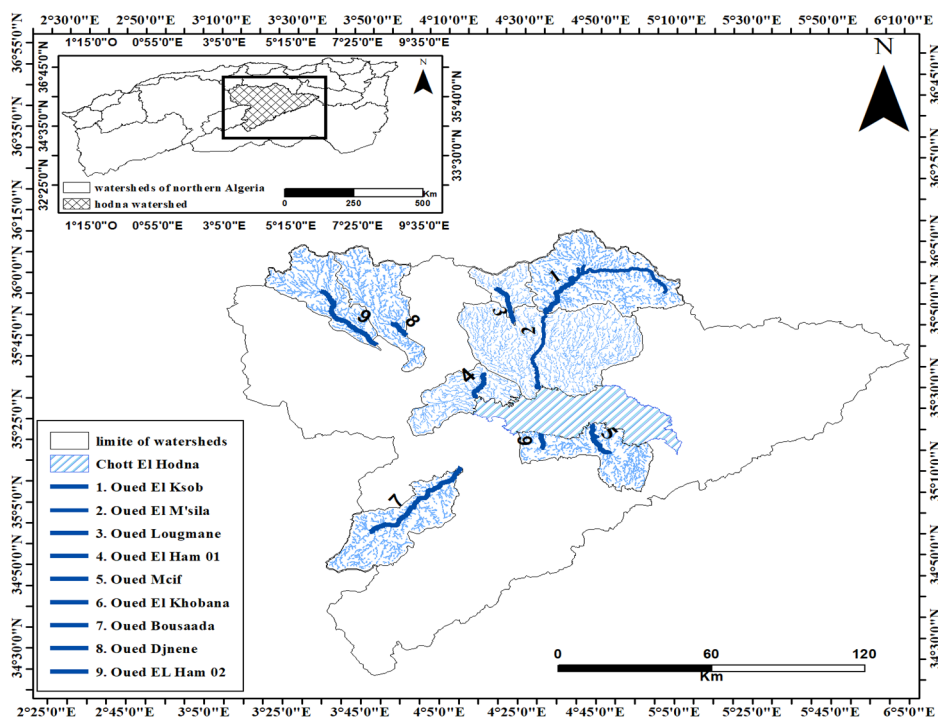 2°30'0"E 2°50'0"E 3°10'0"E 3°30'0"E 3°50'0"E 4°10'0"E 4°30'0"E 4°50'0"E 5°10'0"E 5°30'0"E 5°50'0"E 6°10'0"E
1°15'0"O 0°55'0"E 3°5'0"E 5°15'0"E 7°25'0"E 9°35'0"E
N
N
36°55'0"N
36°35'0"N
36°15'0"N
36°0'0"N
35°45'0"N
35°25'0"N
35°5'0"N
34°50'0"N
34°30'0"N
38°45'0"N
34°35'0"N
32°25'0"N
35°40'0"N
33°30'0"N
watersheds of northern Algeria
hodna watershed
Km
0 250 500
1°15'0"O 0°55'0"E 3°5'0"E 5°15'0"E 7°25'0"E 9°35'0"E
36°45'0"N
36°25'0"N
36°5'0"N
35°50'0"N
35°30'0"N
35°10'0"N
34°50'0"N
34°30'0"N
1
2
3
9
8
4
6
5
7
limite of watersheds
Chott El Hodna
1. Oued El Ksob
2. Oued El M'sila
3. Oued Lougmane
4. Oued El Ham 01
5. Oued Mcif
6. Oued El Khobana
7. Oued Bousaada
8. Oued Djnene
9. Oued EL Ham 02
0 60 120
Km
2°25'0"E 2°45'0"E 3°5'0"E 3°25'0"E 3°45'0"E 4°5'0"E 4°20'0"E 4°35'0"E 4°55'0"E 5°5'0"E 5°25'0"E 5°45'0"E 6°5'0"E